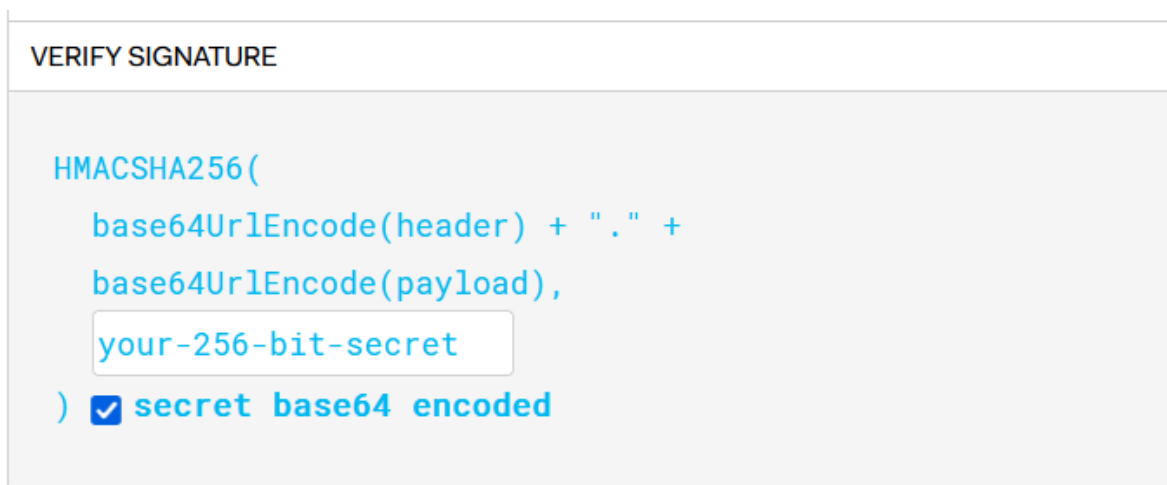 VERIFY SIGNATURE
HMACSHA256(
base64UrlEncode(header) + "." +
base64UrlEncode(payload),
your-256-bit-secret
) secret base64 encoded